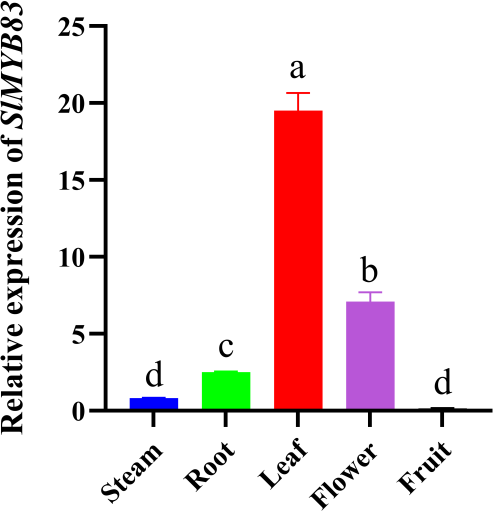 Relative expression of SlMYB83
25
20
15
10
5
0
d
c
a
b
d
Steam
Root
Leaf
Flower
Fruit